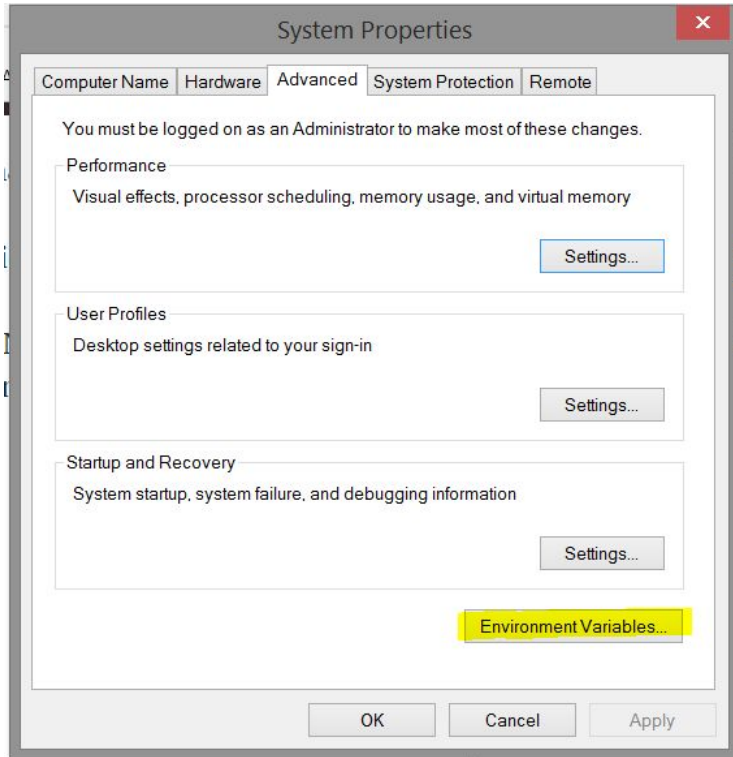 System Properties
Computer Name Hardware Advanced System Protection Remote
You must be logged on as an Administrator to make most of these changes.
Performance
Visual effects, processor scheduling, memory usage, and virtual memory
Settings...
User Profiles
Desktop settings related to your sign-in
Settings...
Startup and Recovery
System startup, system failure, and debugging information
Settings...
Environment Variables...
OK Cancel Apply